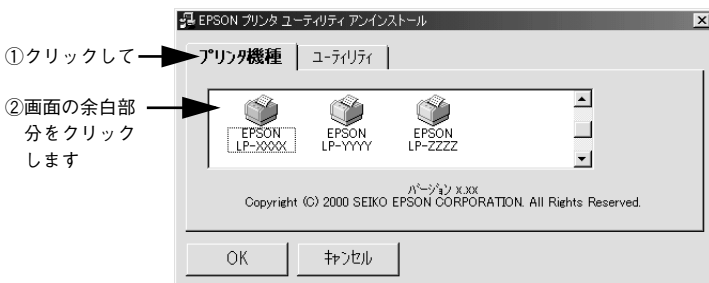 EPSON プリンタ ユーティリティ アンインストール
①クリックして
プリンタ機種
ユーティリティ
②画面の余白部
分をクリック
します
EPSON
LP-XXXX
EPSON
LP-YYYY
EPSON
LP-ZZZZ
バージョン x.xx
Copyright (C) 2000 SEIKO EPSON CORPORATION. All Rights Reserved.
OK
キャンセル